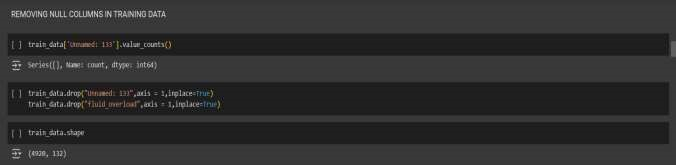 REMOVING NULL COLUMNS IN TRAINING DATA
[ ] train_data['Unnamed: 133'].value_counts()
Series([], Name: count, dtype: int64)
[ ] train_data.drop("Unnamed: 133",axis = 1,inplace=True)
train_data.drop("fluid_overload",axis = 1,inplace=True)
[ ] train_data.shape
(4920, 132)